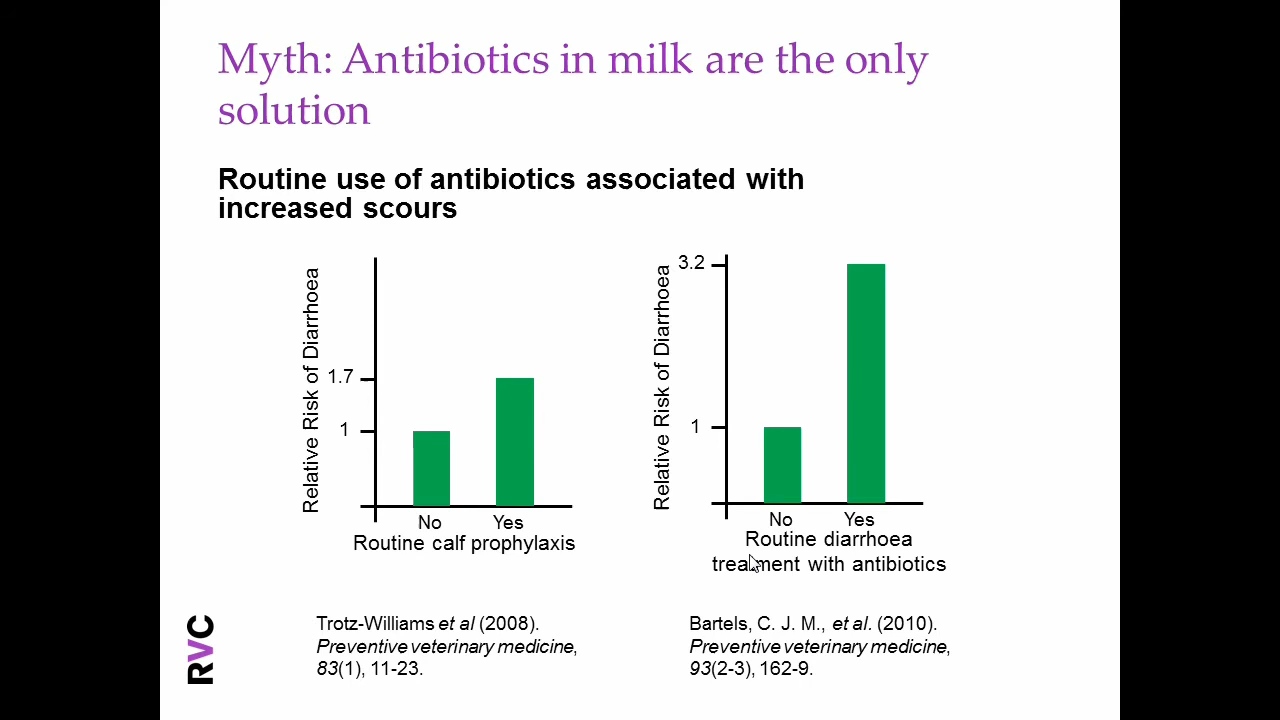 Myth: Antibiotics in milk are the only
solution
Routine use of antibiotics associated with
increased scours
Relative Risk of Diarrhoea
1.7
1
No Yes
Routine calf prophylaxis
Relative Risk of Diarrhoea
3.2
1
No Yes
Routine diarrhoea
treatment with antibiotics
Trotz-Williams et al (2008).
Preventive veterinary medicine,
83(1), 11-23.
Bartels, C. J. M., et al. (2010).
Preventive veterinary medicine,
93(2-3), 162-9.
RVC